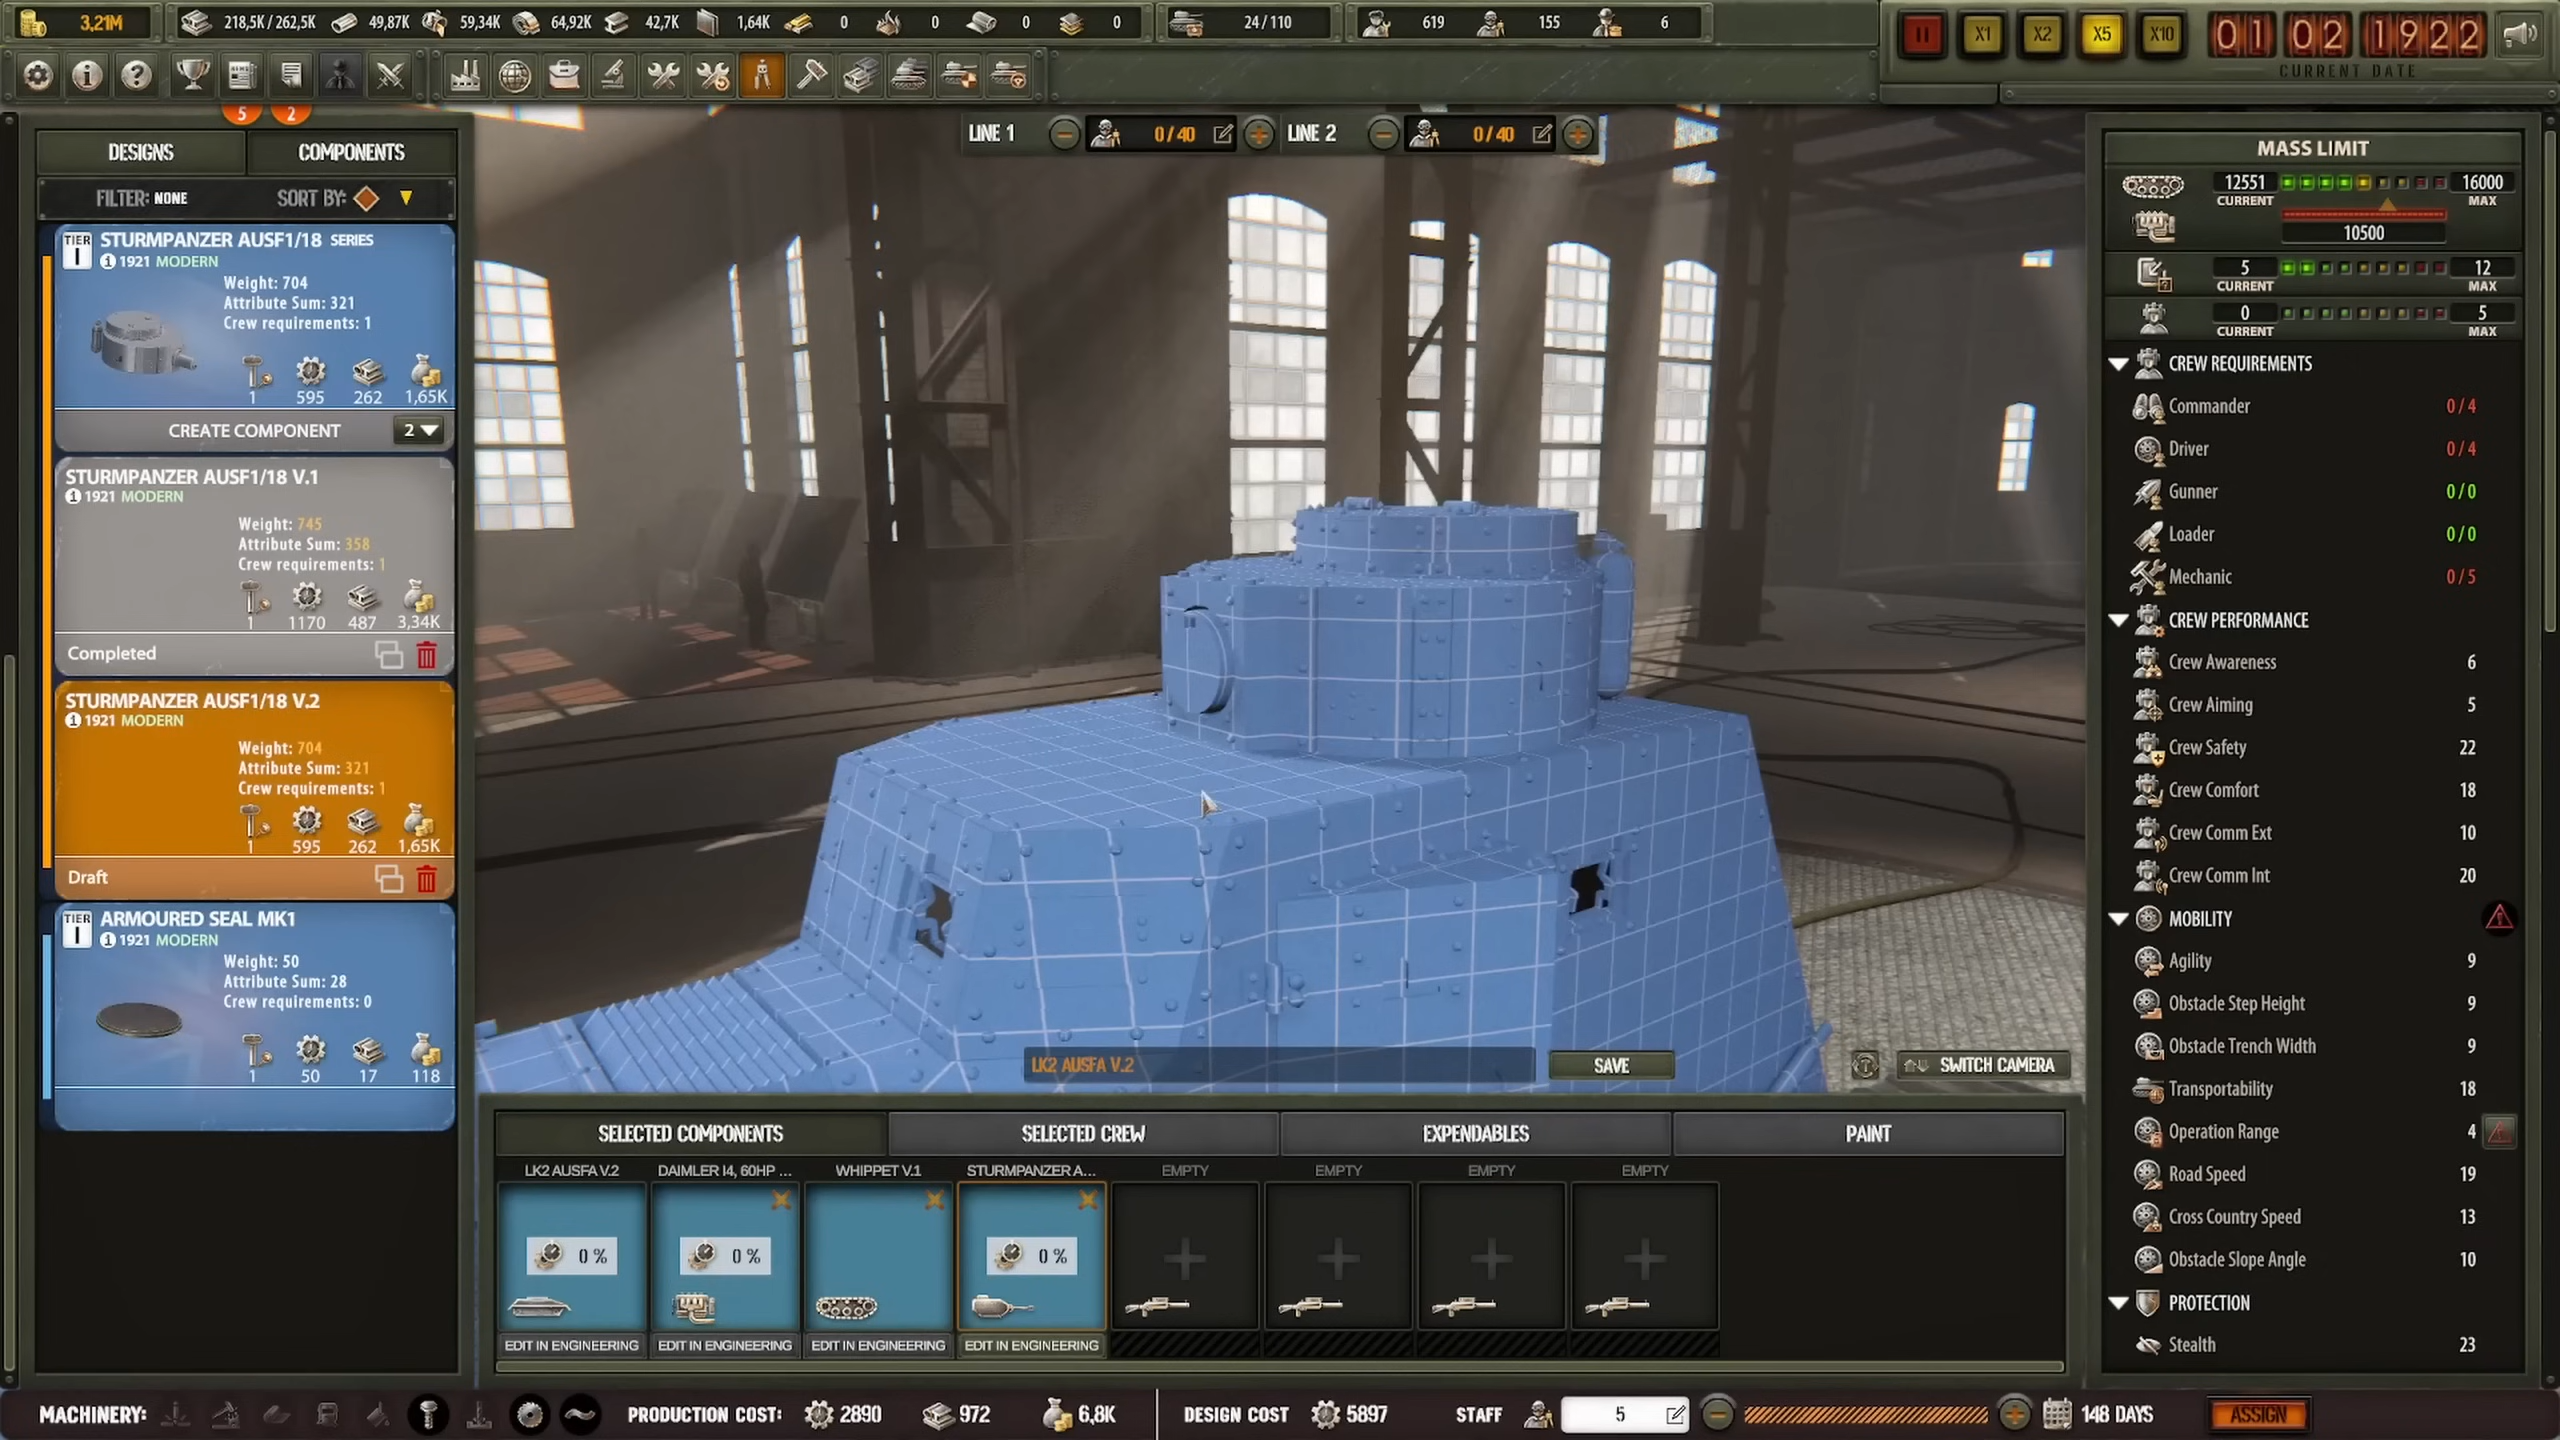 3,21M 218,5K / 262,5K 49,87K 59,34K 64,92K 42,7K 1,64K 0 0 0 0 24 / 110 619 155 6
X1 X2 X5 X10 01 02 1922
CURRENT DATE
5 2
DESIGNS COMPONENTS
FILTER: NONE SORT BY:
TIER I STURMPANZER AUSF1/18 SERIES
1 1921 MODERN
Weight: 704
Attribute Sum: 321
Crew requirements: 1
1 595 262 1,65K
CREATE COMPONENT 2
STURMPANZER AUSF1/18 V.1
1 1921 MODERN
Weight: 745
Attribute Sum: 358
Crew requirements: 1
1 1170 487 3,34K
Completed
STURMPANZER AUSF1/18 V.2
1 1921 MODERN
Weight: 704
Attribute Sum: 321
Crew requirements: 1
1 595 262 1,65K
Draft
TIER I ARMOURED SEAL MK1
1 1921 MODERN
Weight: 50
Attribute Sum: 28
Crew requirements: 0
1 50 17 118
LINE 1 0 / 40 LINE 2 0 / 40
LK2 AUSFA V.2 SAVE SWITCH CAMERA
SELECTED COMPONENTS SELECTED CREW EXPENDABLES PAINT
LK2 AUSFA V.2 DAIMLER I4, 60HP ... WHIPPET V.1 STURMPANZER A... EMPTY EMPTY EMPTY EMPTY
0 % 0 % 0 %
EDIT IN ENGINEERING EDIT IN ENGINEERING EDIT IN ENGINEERING EDIT IN ENGINEERING
MASS LIMIT
12551 16000
CURRENT MAX
10500
5 12
CURRENT MAX
0 5
CURRENT MAX
CREW REQUIREMENTS
Commander 0 / 4
Driver 0 / 4
Gunner 0 / 0
Loader 0 / 0
Mechanic 0 / 5
CREW PERFORMANCE
Crew Awareness 6
Crew Aiming 5
Crew Safety 22
Crew Comfort 18
Crew Comm Ext 10
Crew Comm Int 20
MOBILITY
Agility 9
Obstacle Step Height 9
Obstacle Trench Width 9
Transportability 18
Operation Range 4
Road Speed 19
Cross Country Speed 13
Obstacle Slope Angle 10
PROTECTION
Stealth 23
MACHINERY: PRODUCTION COST: 2890 972 6,8K DESIGN COST 5897 STAFF 5 148 DAYS ASSIGN